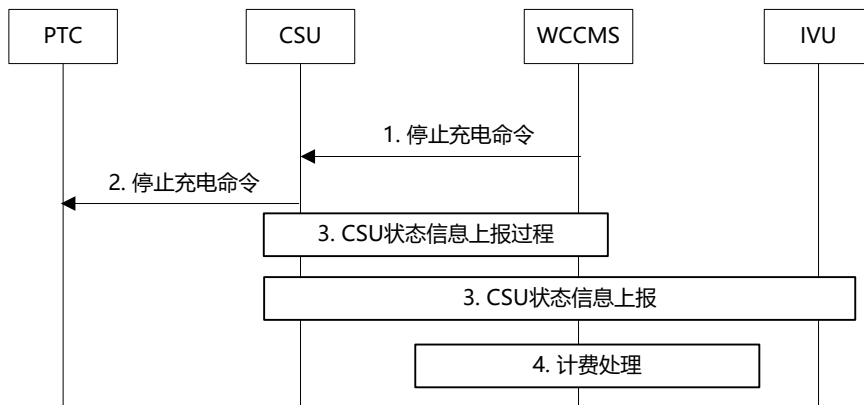 PTC
CSU
WCCMS
IVU
1. 停止充电命令
2. 停止充电命令
3. CSU状态信息上报过程
3. CSU状态信息上报
4. 计费处理